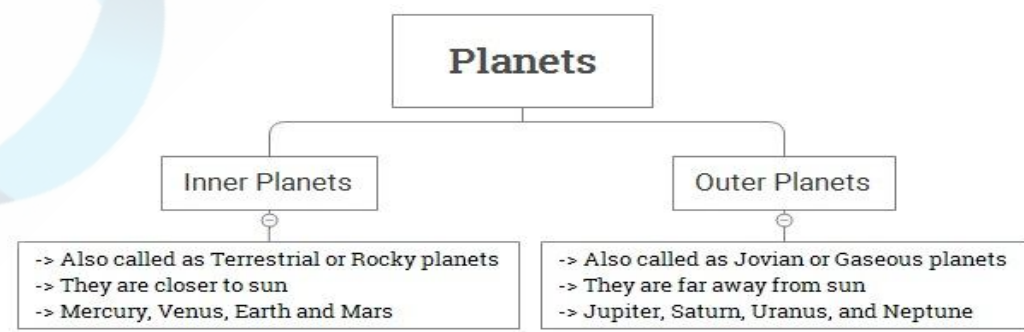 Planets
Inner Planets
Outer Planets
-> Also called as Terrestrial or Rocky planets
-> They are closer to sun
-> Mercury, Venus, Earth and Mars
-> Also called as Jovian or Gaseous planets
-> They are far away from sun
-> Jupiter, Saturn, Uranus, and Neptune